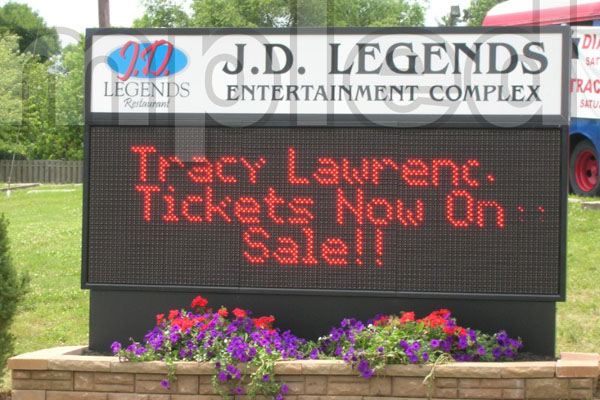 J.D.
LEGENDS
Restaurant
J.D. LEGENDS
ENTERTAINMENT COMPLEX
Tracy Lawrenc.
Tickets Now On
Sale!!